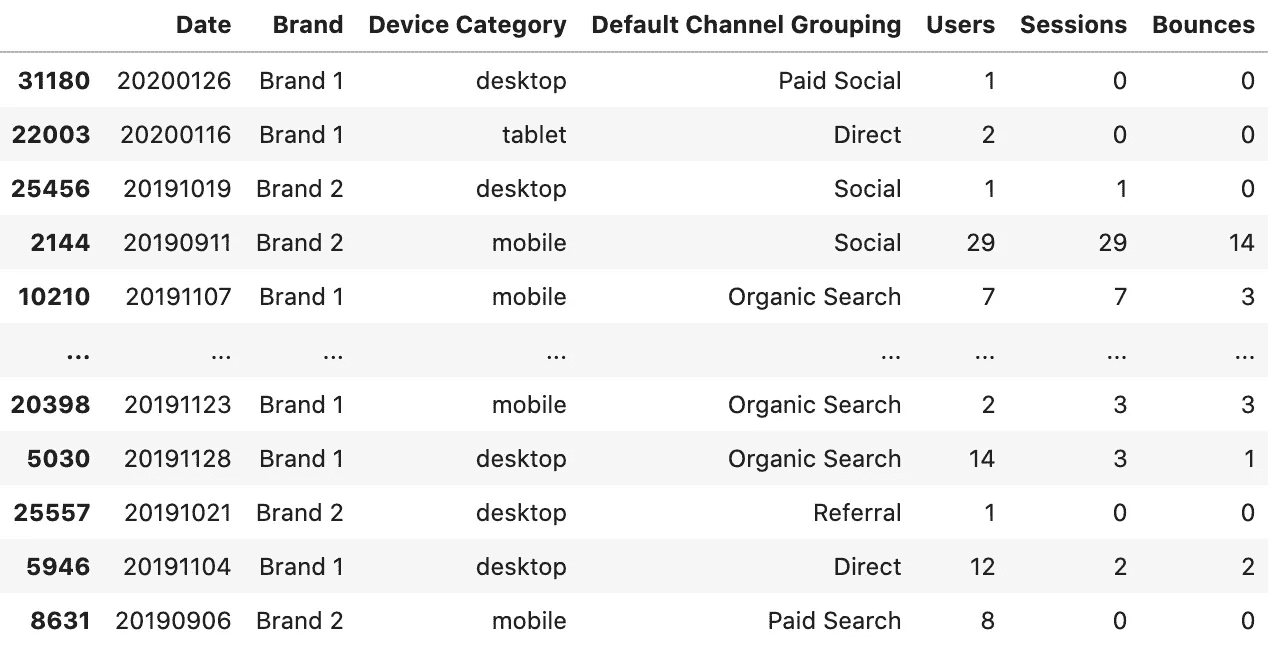 Date Brand Device Category Default Channel Grouping Users Sessions Bounces
31180 20200126 Brand 1 desktop Paid Social 1 0 0
22003 20200116 Brand 1 tablet Direct 2 0 0
25456 20191019 Brand 2 desktop Social 1 1 0
2144 20190911 Brand 2 mobile Social 29 29 14
10210 20191107 Brand 1 mobile Organic Search 7 7 3
... ... ... ... ... ... ... ...
20398 20191123 Brand 1 mobile Organic Search 2 3 3
5030 20191128 Brand 1 desktop Organic Search 14 3 1
25557 20191021 Brand 2 desktop Referral 1 0 0
5946 20191104 Brand 1 desktop Direct 12 2 2
8631 20190906 Brand 2 mobile Paid Search 8 0 0